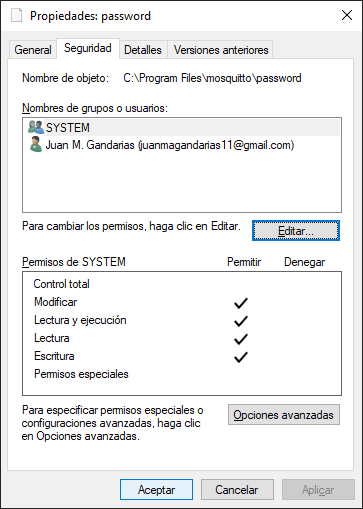 Propiedades: password
General
Seguridad
Detalles
Versiones anteriores
Nombre de objeto: C:\Program Files\mosquitto\password
Nombres de grupos o usuarios:
SYSTEM
Juan M. Gandarias (juanmagandarias11@gmail.com)
Para cambiar los permisos, haga clic en Editar.
Editar...
Permisos de SYSTEM Permitir Denegar
Control total
Modificar
Lectura y ejecución
Lectura
Escritura
Permisos especiales
Para especificar permisos especiales o
configuraciones avanzadas, haga clic
en Opciones avanzadas.
Opciones avanzadas
Aceptar
Cancelar
Aplicar